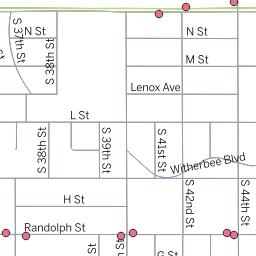 S 37th St
N St
N St
S 38th St
M St
Lenox Ave
L St
S 38th St
S 39th St
S 41st St
Witherbee Blvd
S 42nd St
S 44th St
H St
Randolph St
St
G St